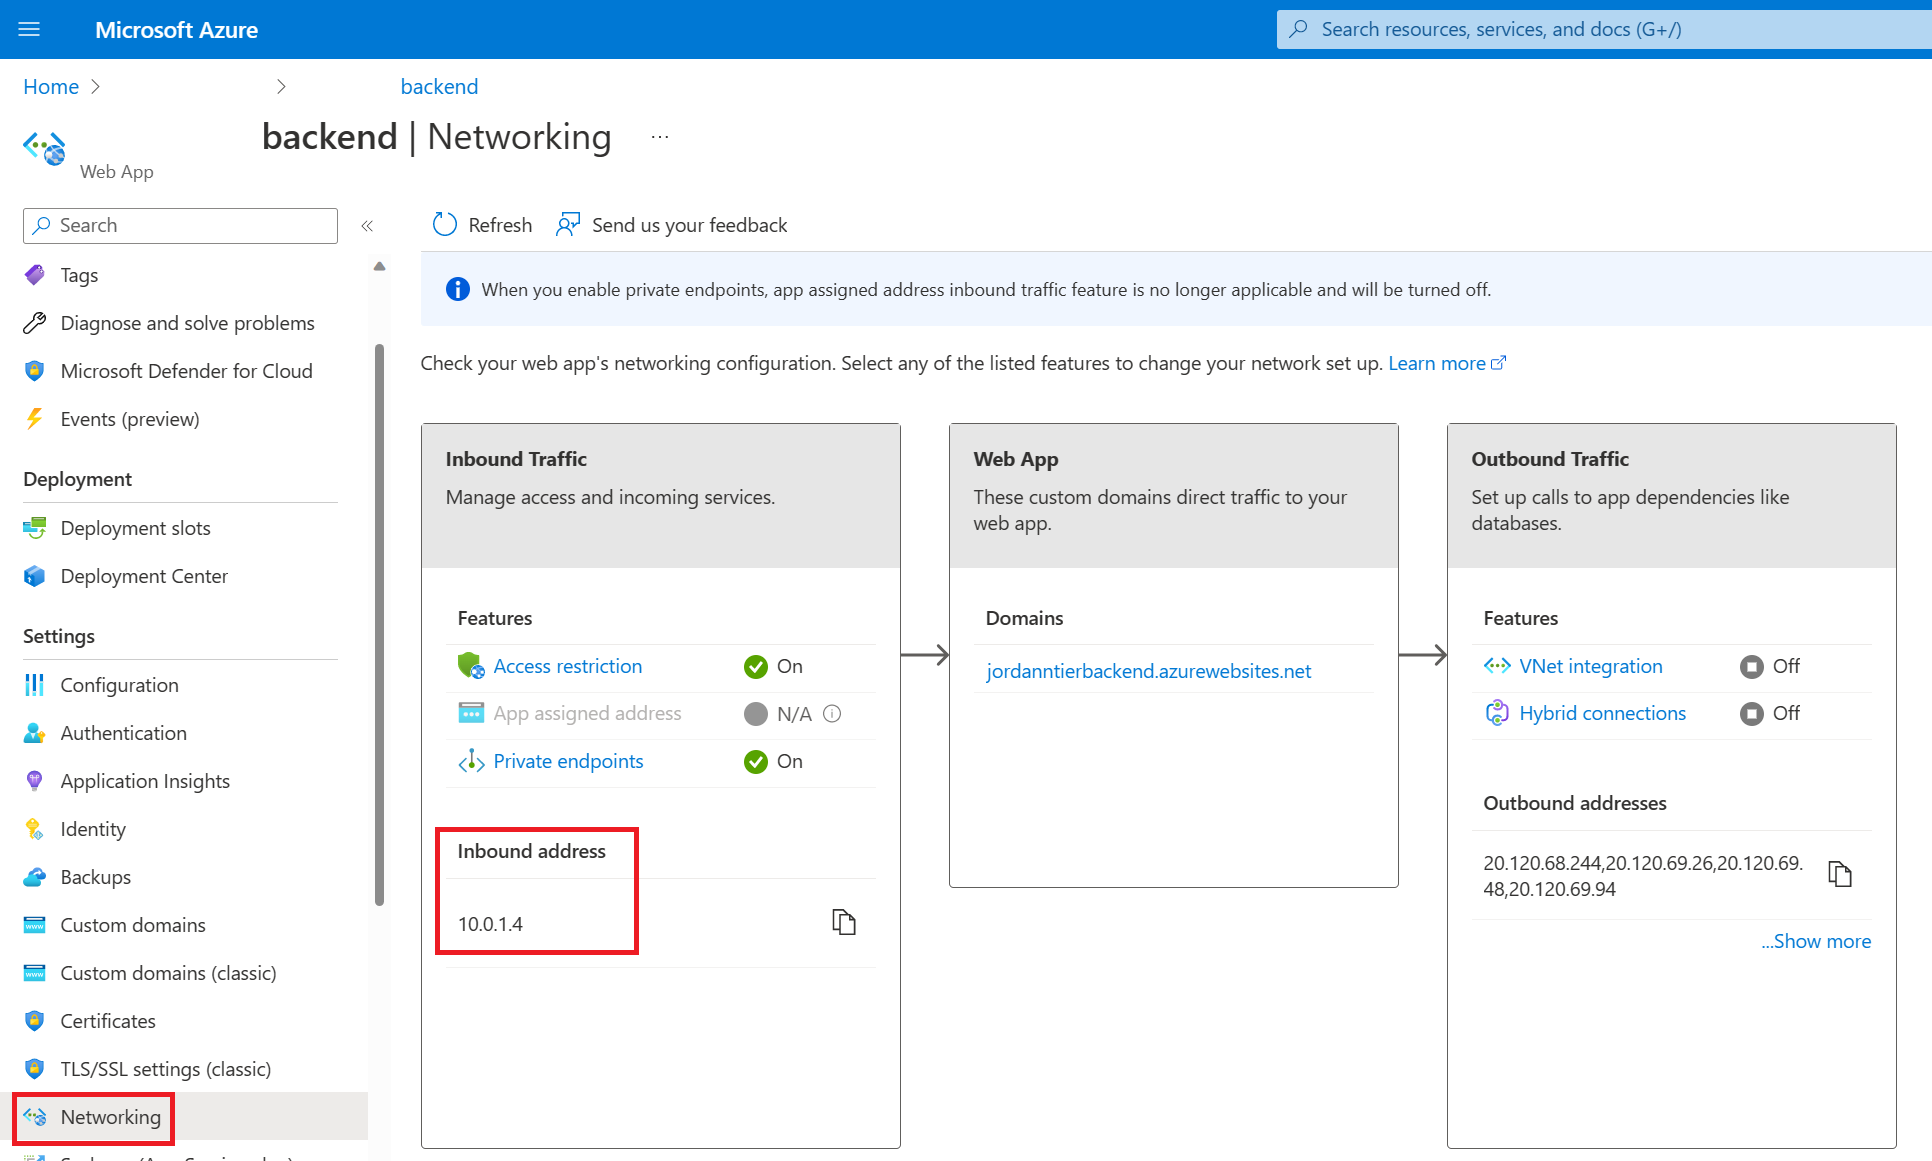 Microsoft Azure
Search resources, services, and docs (G+/)
Home
backend
backend | Networking
...
Web App
Search
«
Refresh
Send us your feedback
Tags
Diagnose and solve problems
Microsoft Defender for Cloud
Events (preview)
Deployment
Deployment slots
Deployment Center
Settings
Configuration
Authentication
Application Insights
Identity
Backups
Custom domains
Custom domains (classic)
Certificates
TLS/SSL settings (classic)
Networking
When you enable private endpoints, app assigned address inbound traffic feature is no longer applicable and will be turned off.
Check your web app's networking configuration. Select any of the listed features to change your network set up. Learn more
Inbound Traffic
Manage access and incoming services.
Features
Access restriction On
App assigned address N/A
Private endpoints On
Inbound address
10.0.1.4
Web App
These custom domains direct traffic to your
web app.
Domains
jordanntierbackend.azurewebsites.net
Outbound Traffic
Set up calls to app dependencies like
databases.
Features
VNet integration Off
Hybrid connections Off
Outbound addresses
20.120.68.244,20.120.69.26,20.120.69.
48,20.120.69.94
...Show more